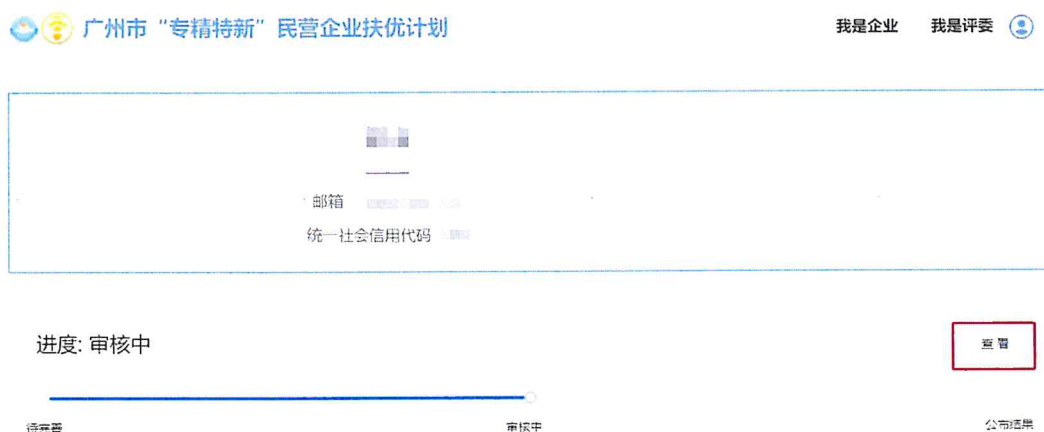 广州市“专精特新”民营企业扶优计划
我是企业 我是评委
邮箱
统一社会信用代码
进度: 审核中
查看
待完善 审核中 公布结果